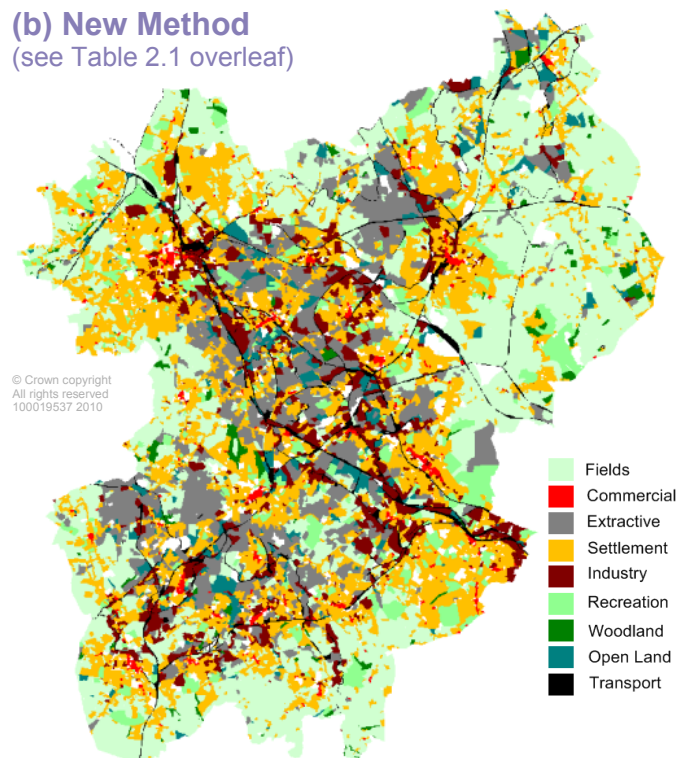 (b) New Method
(see Table 2.1 overleaf)
© Crown copyright
All rights reserved
100019537 2010
Fields
Commercial
Extractive
Settlement
Industry
Recreation
Woodland
Open Land
Transport